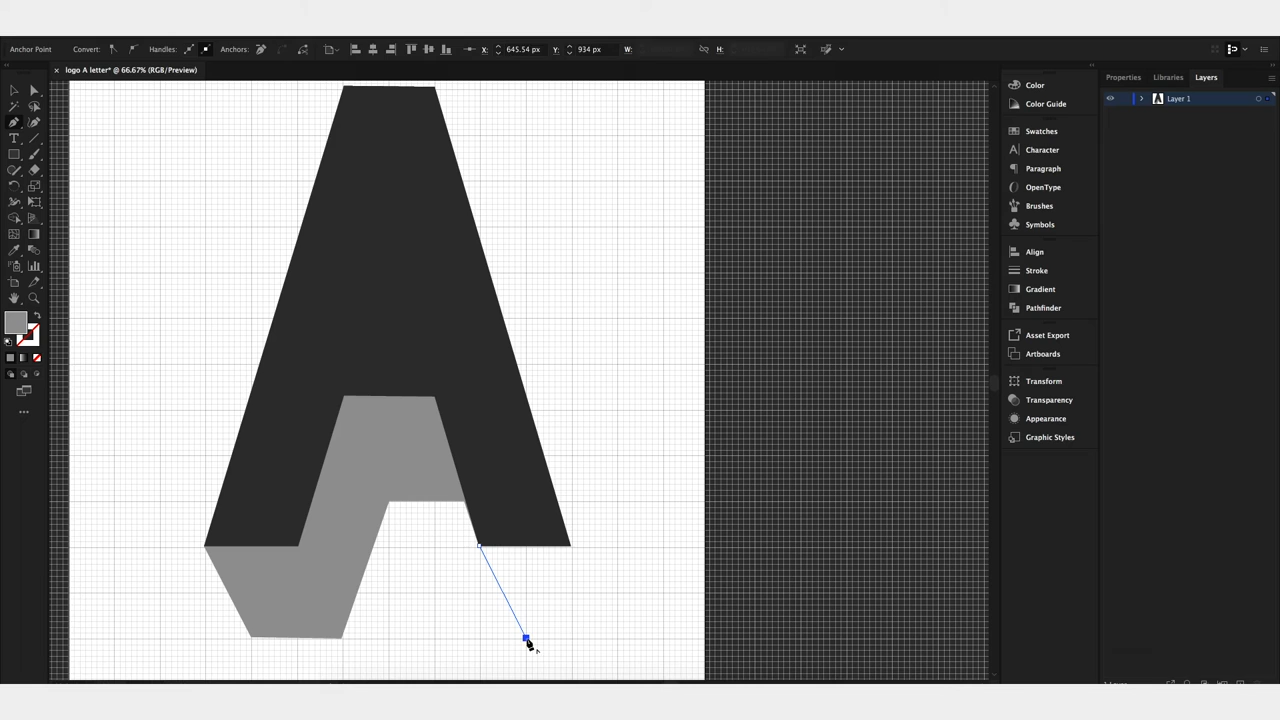 Anchor Point Convert: Handles: Anchors: X: 645.54 px Y: 934 px W: H:
logo A letter* @ 66.67% (RGB/Preview)
Properties Libraries Layers
Layer 1
Color
Color Guide
Swatches
Character
Paragraph
OpenType
Brushes
Symbols
Align
Stroke
Gradient
Pathfinder
Asset Export
Artboards
Transform
Transparency
Appearance
Graphic Styles